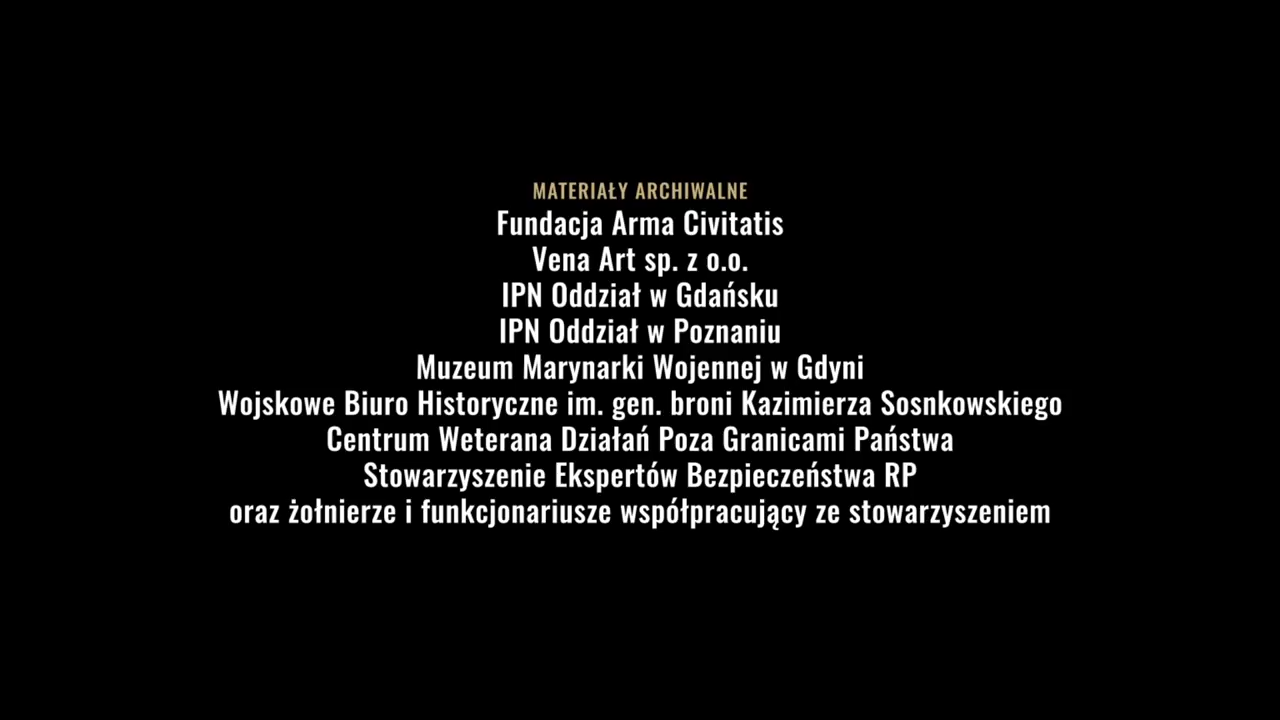 MATERIAŁY ARCHIWALNE
Fundacja Arma Civitatis
Vena Art sp. z o.o.
IPN Oddział w Gdańsku
IPN Oddział w Poznaniu
Muzeum Marynarki Wojennej w Gdyni
Wojskowe Biuro Historyczne im. gen. broni Kazimierza Sosnkowskiego
Centrum Weterana Działań Poza Granicami Państwa
Stowarzyszenie Ekspertów Bezpieczeństwa RP
oraz żołnierze i funkcjonariusze współpracujący ze stowarzyszeniem